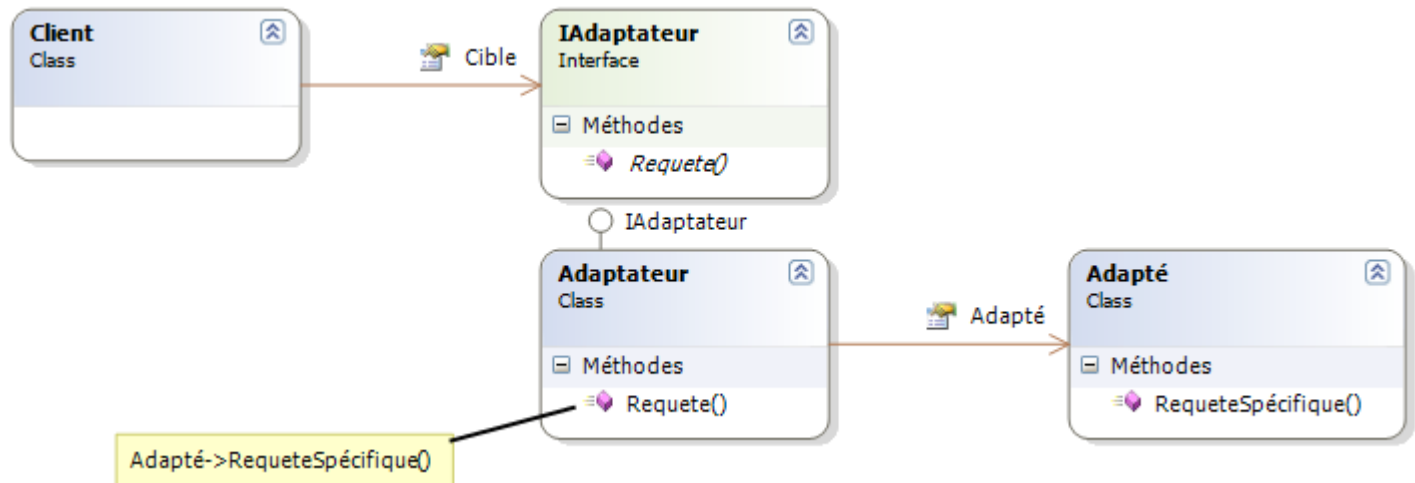 Client
Class
Cible
IAdaptateur
Interface
Méthodes
Requete()
IAdaptateur
Adaptateur
Class
Méthodes
Requete()
Adapté
Adapté
Class
Méthodes
RequeteSpécifique()
Adapté->RequeteSpécifique()